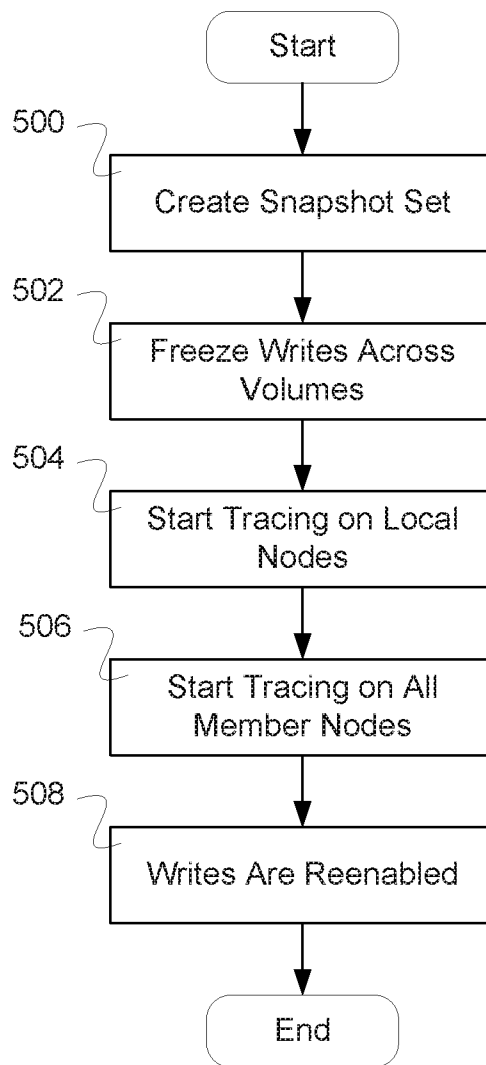 Start
500
Create Snapshot Set
502
Freeze Writes Across
Volumes
504
Start Tracing on Local
Nodes
506
Start Tracing on All
Member Nodes
508
Writes Are Reenabled
End